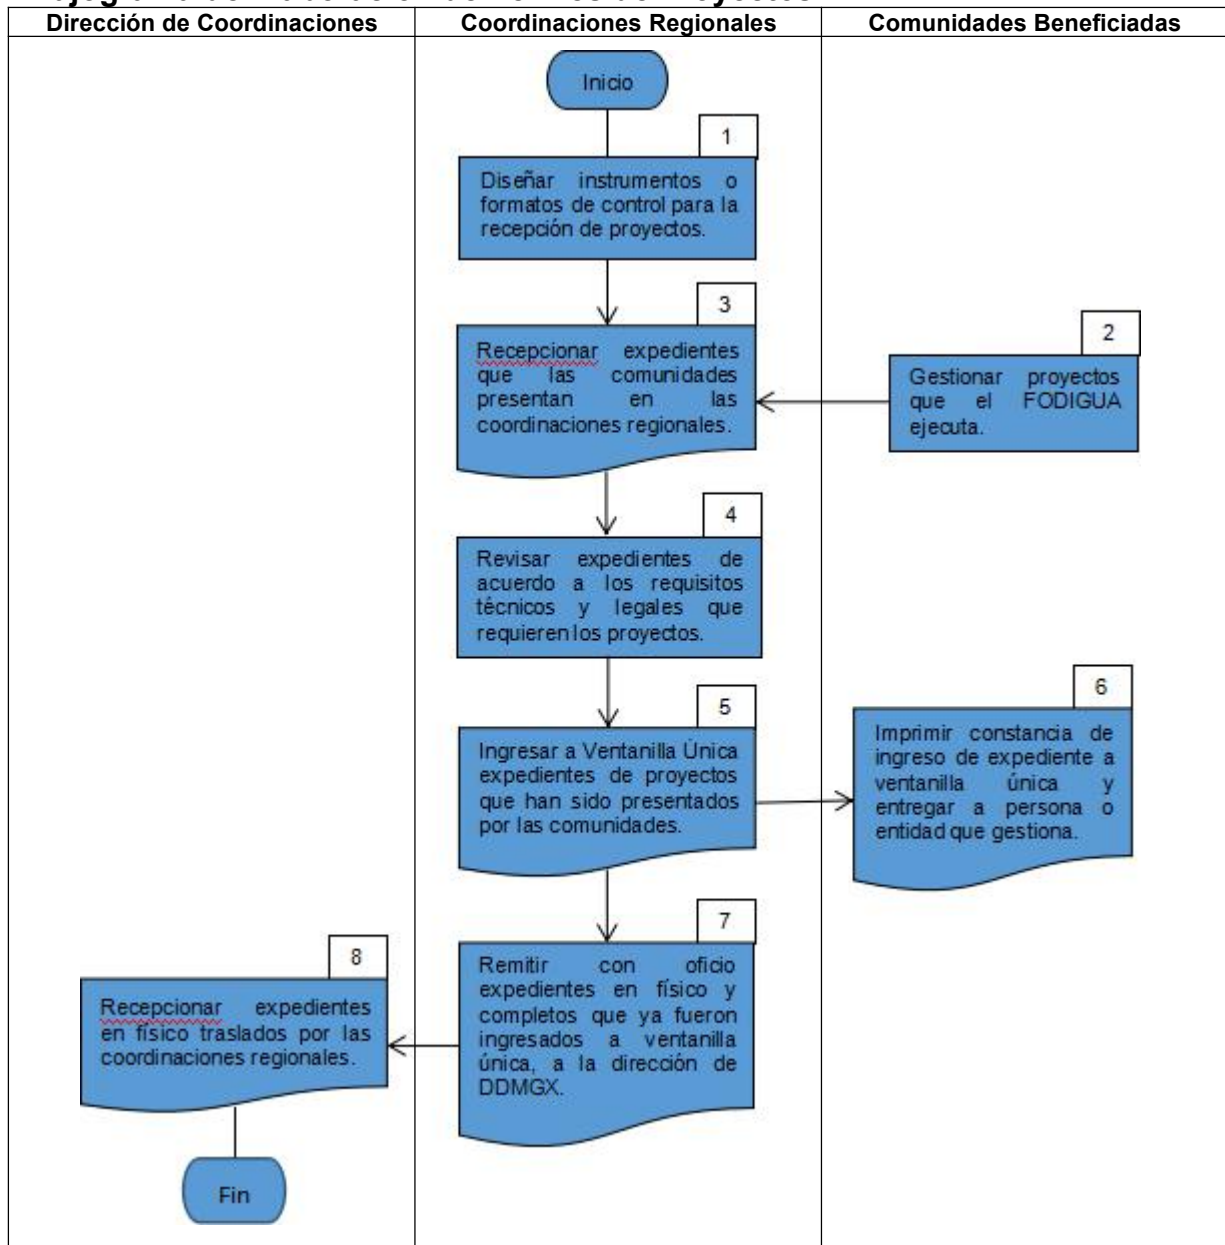 Dirección de Coordinaciones
Coordinaciones Regionales
Comunidades Beneficiadas
Inicio
1
Diseñar instrumentos o
formatos de control para la
recepción de proyectos.
2
Gestionar proyectos
que el FODIGUA
ejecuta.
3
Recepcionar expedientes
que las comunidades
presentan en las
coordinaciones regionales.
4
Revisar expedientes de
acuerdo a los requisitos
técnicos y legales que
requieren los proyectos.
5
Ingresar a Ventanilla Única
expedientes de proyectos
que han sido presentados
por las comunidades.
6
Imprimir constancia de
ingreso de expediente a
ventanilla única y
entregar a persona o
entidad que gestiona.
7
Remitir con oficio
expedientes en físico y
completos que ya fueron
ingresados a ventanilla
única, a la dirección de
DDMGX.
8
Recepcionar expedientes
en físico traslados por las
coordinaciones regionales.
Fin